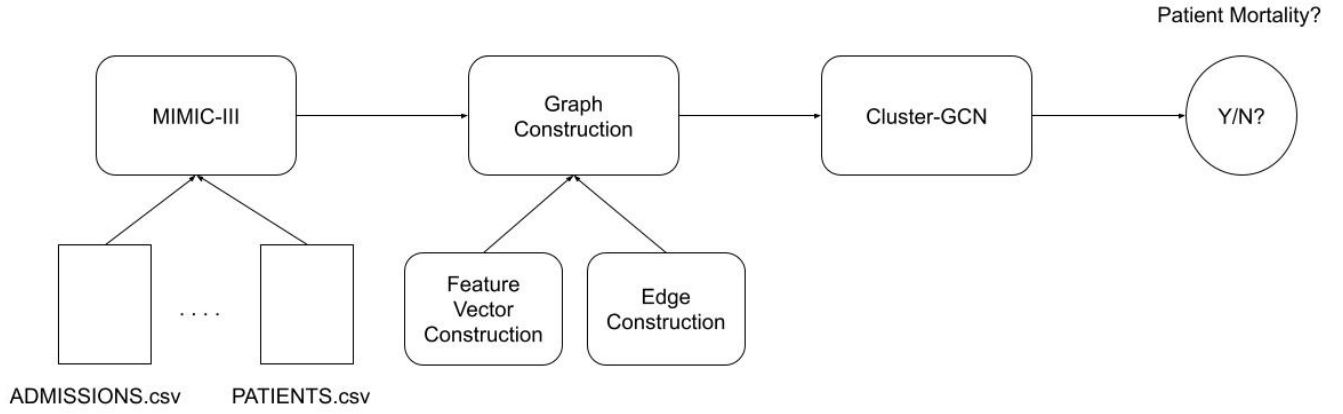 Patient Mortality?
MIMIC-III
Graph
Construction
Cluster-GCN
Y/N?
Feature
Vector
Construction
Edge
Construction
. . . .
ADMISSIONS.csv
PATIENTS.csv